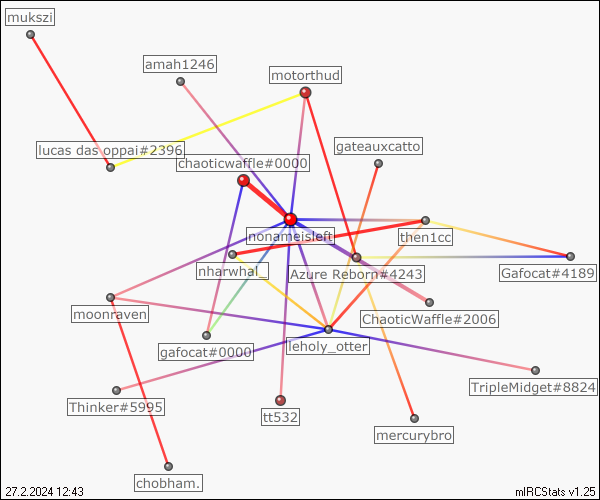 mukszi
amah1246
motorthud
gateauxcatto
lucas das oppai#2396
chaoticwaffle#0000
nonameisleft
then1cc
nharwhal_
Azure Reborn#4243
Gafocat#4189
moonraven
ChaoticWaffle#2006
gafocat#0000
leholy_otter
TripleMidget#8824
Thinker#5995
tt532
mercurybro
chobham.
27.2.2024 12:43
mIRCStats v1.25